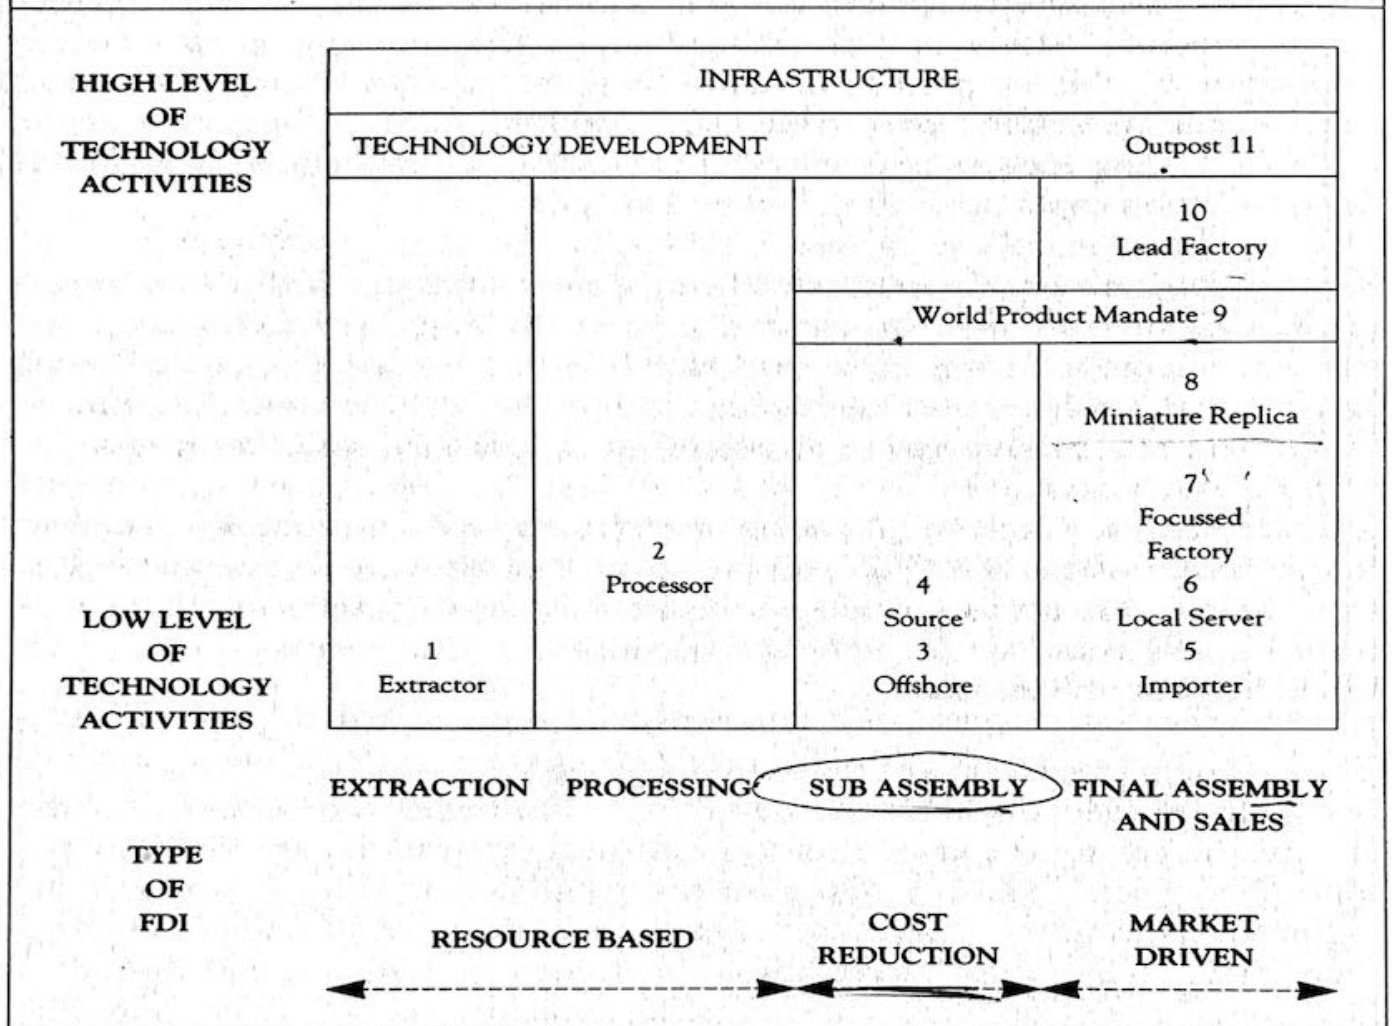 INFRASTRUCTURE
HIGH LEVEL
OF
TECHNOLOGY
ACTIVITIES
TECHNOLOGY DEVELOPMENT
Outpost 11
10
Lead Factory
World Product Mandate 9
8
Miniature Replica
7
Focussed
Factory
2
Processor
4
Source
6
Local Server
LOW LEVEL
OF
TECHNOLOGY
ACTIVITIES
1
Extractor
3
Offshore
5
Importer
EXTRACTION
PROCESSING
SUB ASSEMBLY
FINAL ASSEMBLY
AND SALES
TYPE
OF
FDI
RESOURCE BASED
COST
REDUCTION
MARKET
DRIVEN